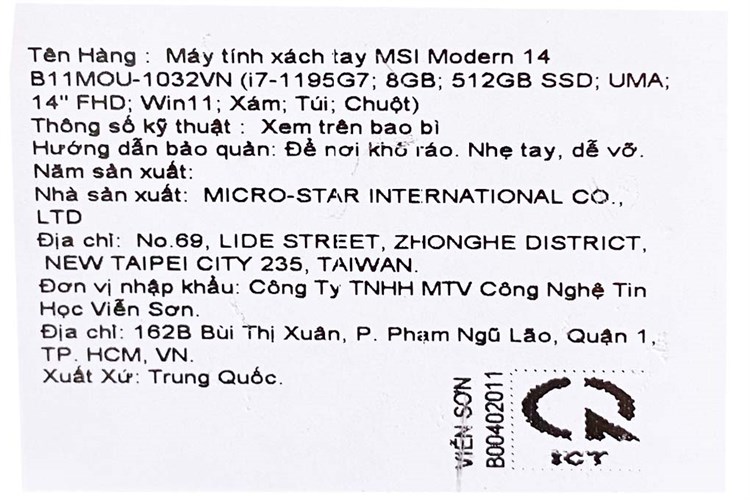 Tên Hàng : Máy tính xách tay MSI Modern 14
B11MOU-1032VN (i7-1195G7; 8GB; 512GB SSD; UMA;
14" FHD; Win11; Xám; Túi; Chuột)
Thông số kỹ thuật : Xem trên bao bì
Hướng dẫn bảo quản: Để nơi khô ráo. Nhẹ tay, dễ vỡ.
Năm sản xuất:
Nhà sản xuất: MICRO-STAR INTERNATIONAL CO.,
LTD
Địa chỉ: No.69, LIDE STREET, ZHONGHE DISTRICT,
NEW TAIPEI CITY 235, TAIWAN.
Đơn vị nhập khẩu: Công Ty TNHH MTV Công Nghệ Tin
Học Viễn Sơn.
Địa chỉ: 162B Bùi Thị Xuân, P. Phạm Ngũ Lão, Quận 1,
TP. HCM, VN.
Xuất Xứ: Trung Quốc.
VIỄN SƠN
B00402011
ICT